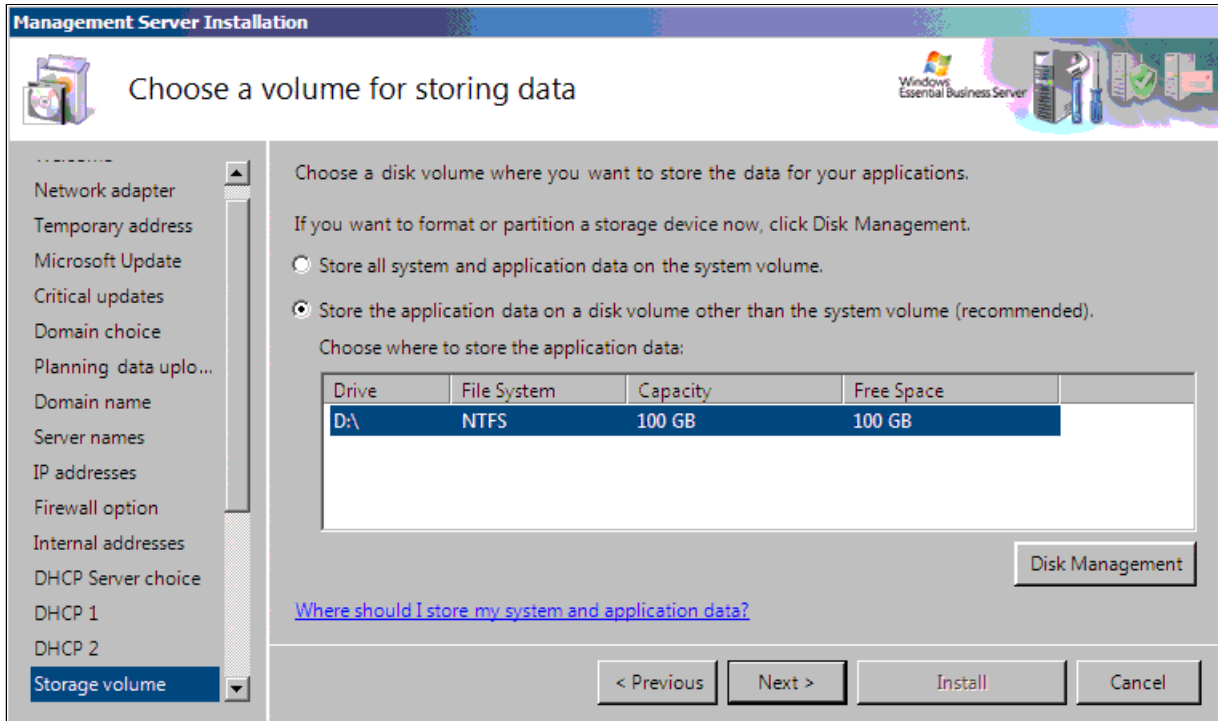 Management Server Installation
Choose a volume for storing data
Windows
Essential Business Server
Network adapter
Temporary address
Microsoft Update
Critical updates
Domain choice
Planning data uplo...
Domain name
Server names
IP addresses
Firewall option
Internal addresses
DHCP Server choice
DHCP 1
DHCP 2
Storage volume
Choose a disk volume where you want to store the data for your applications.
If you want to format or partition a storage device now, click Disk Management.
Store all system and application data on the system volume.
Store the application data on a disk volume other than the system volume (recommended).
Choose where to store the application data:
Drive File System Capacity Free Space
D:\ NTFS 100 GB 100 GB
Disk Management
Where should I store my system and application data?
< Previous Next > Install Cancel